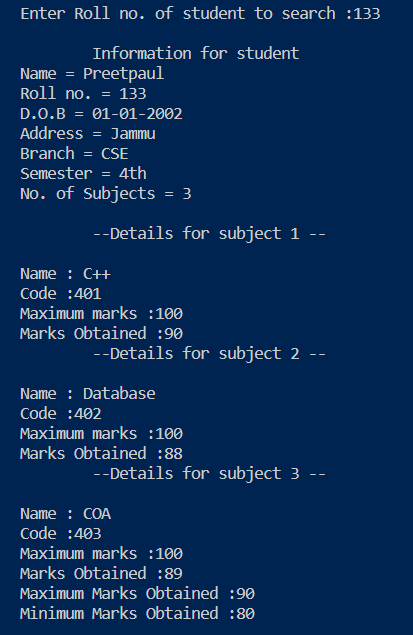 Enter Roll no. of student to search :133
Information for student
Name = Preetpaul
Roll no. = 133
D.O.B = 01-01-2002
Address = Jammu
Branch = CSE
Semester = 4th
No. of Subjects = 3
--Details for subject 1 --
Name : C++
Code :401
Maximum marks :100
Marks Obtained :90
--Details for subject 2 --
Name : Database
Code :402
Maximum marks :100
Marks Obtained :88
--Details for subject 3 --
Name : COA
Code :403
Maximum marks :100
Marks Obtained :89
Maximum Marks Obtained :90
Minimum Marks Obtained :80